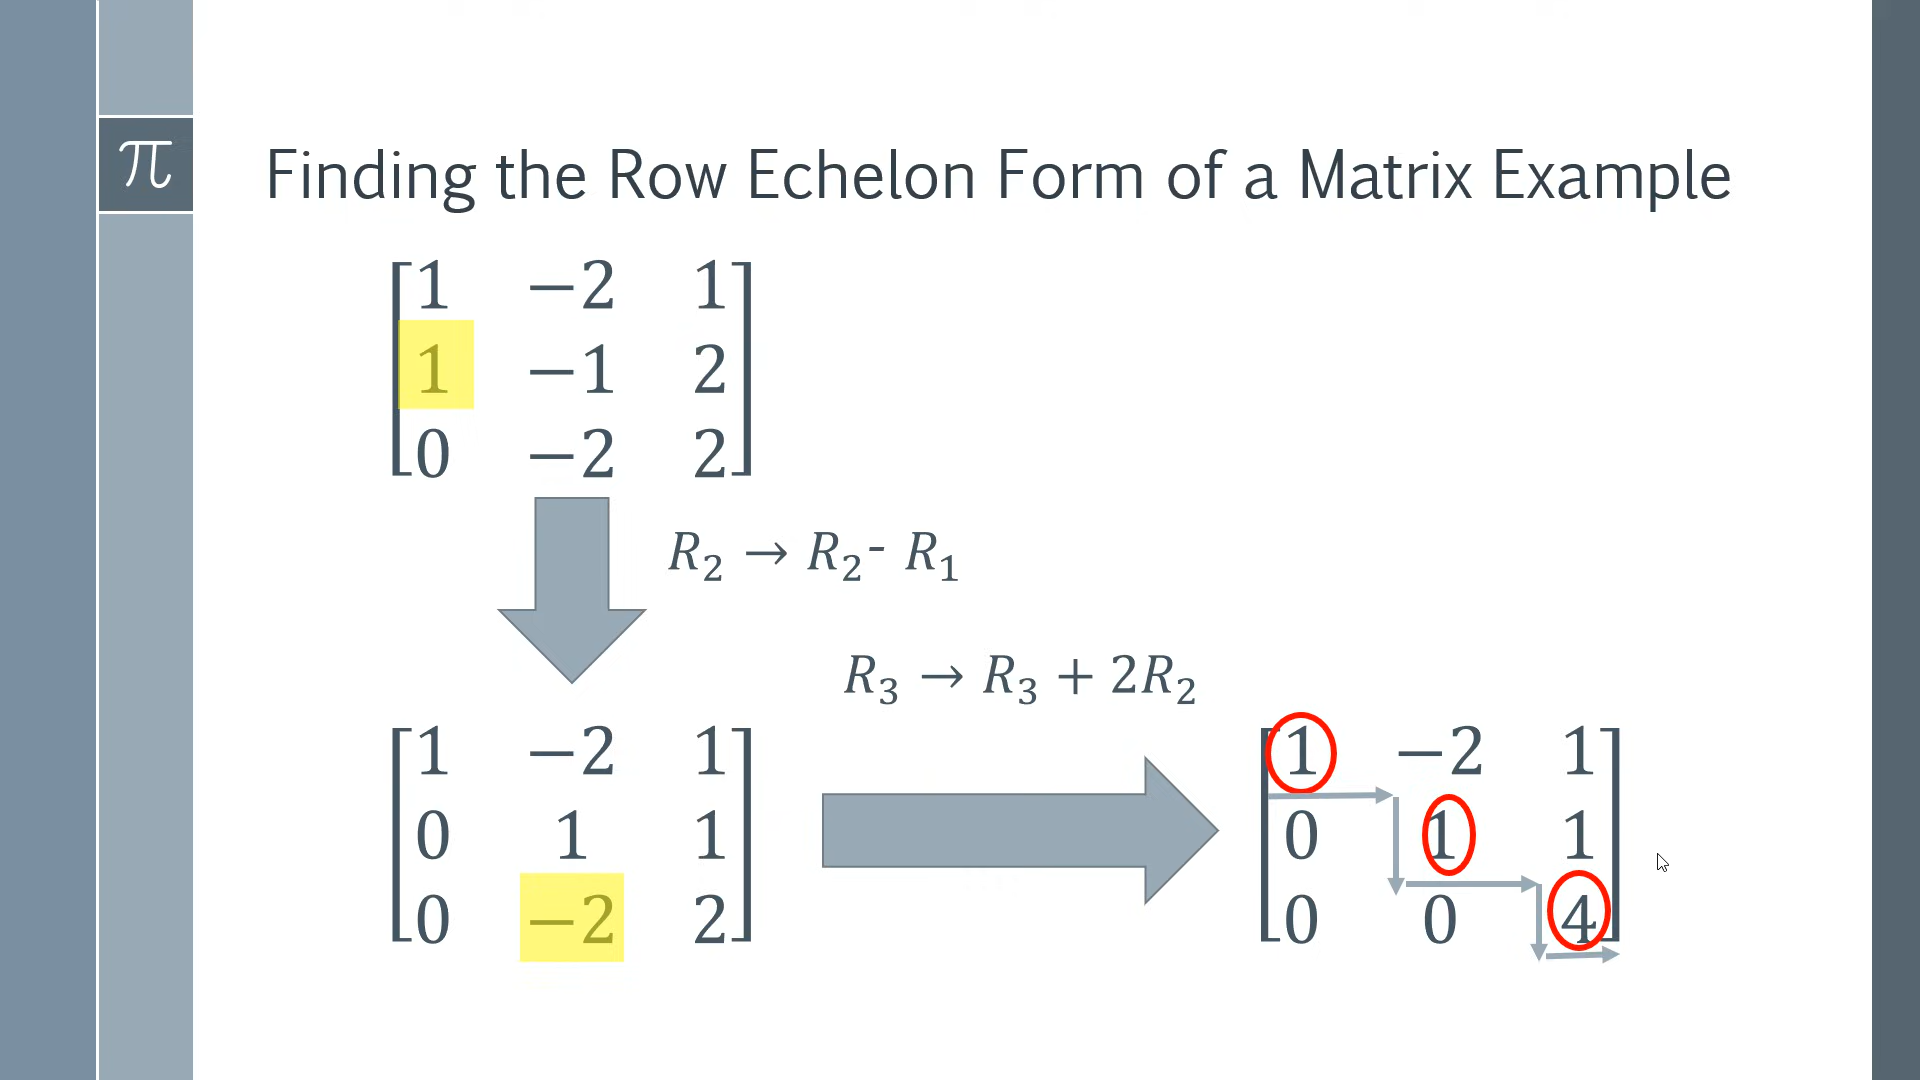 π
Finding the Row Echelon Form of a Matrix Example
1 −2 1
1 −1 2
0 −2 2
R₂ → R₂- R₁
R₃ → R₃ + 2R₂
1 −2 1
0 1 1
0 −2 2
1 −2 1
0 1 1
0 0 4